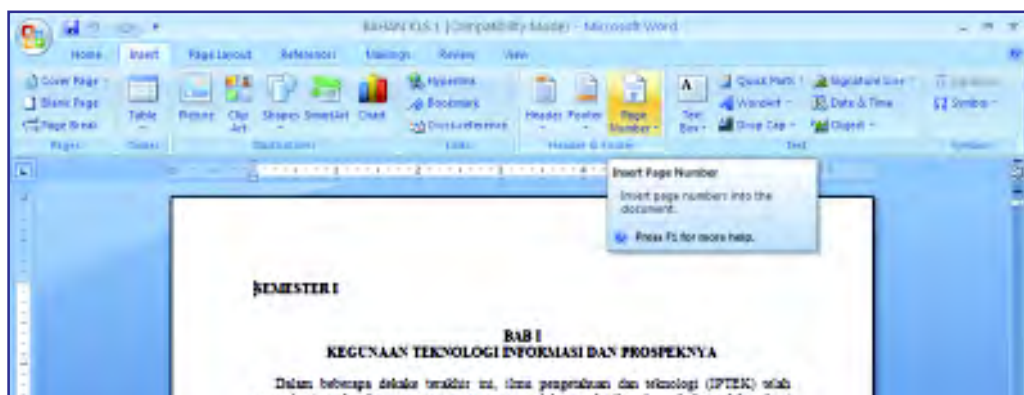 BAHAN KLS 1 [Compatibility Mode] - Microsoft Word
Home Insert Page Layout References Mailings Review View
Cover Page
Blank Page
Page Break
Table
Picture Clip Art Shapes SmartArt Chart
Hyperlink
Bookmark
Cross-reference
Header Footer Page Number
Text Box
Quick Parts
WordArt
Drop Cap
Signature Line
Date & Time
Object
Equation
Symbol
Pages Tables Illustrations Links Header & Footer Text Symbols
Insert Page Number
Insert page numbers into the
document.
Press F1 for more help.
SEMESTER I
BAB I
KEGUNAAN TEKNOLOGI INFORMASI DAN PROSPEKNYA
Dalam beberapa dekade terakhir ini, ilmu pengetahuan dan teknologi (IPTEK) telah